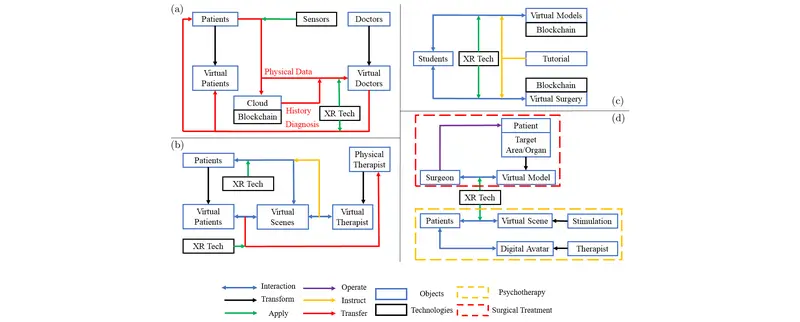 (a)
Patients
Sensors
Doctors
Virtual
Patients
Physical Data
Virtual
Doctors
Cloud
Blockchain
History
Diagnosis
XR Tech
(b)
Patients
Physical
Therapist
XR Tech
Virtual
Patients
Virtual
Scenes
Virtual
Therapist
XR Tech
Virtual Models
Blockchain
Students
XR Tech
Tutorial
Blockchain
Virtual Surgery
(c)
(d)
Patient
Target
Area/Organ
Surgeon
Virtual Model
XR Tech
Patients
Virtual Scene
Stimulation
Digital Avatar
Therapist
Interaction
Operate
Objects
Psychotherapy
Transform
Instruct
Technologies
Surgical Treatment
Apply
Transfer